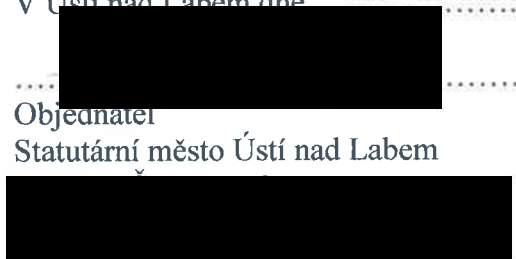 V Ústí nad Labem dne
Objednatel
Statutární město Ústí nad Labem